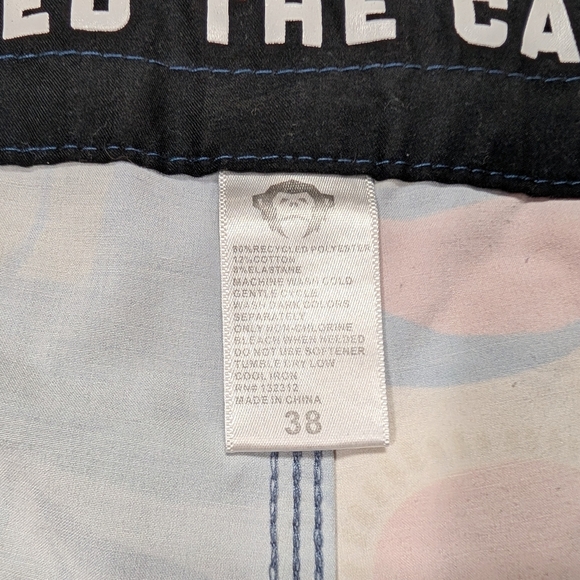 ED THE CA
80%RECYCLED POLYESTER
12%COTTON
8%ELASTANE
MACHINE WASH COLD
GENTLE CYCLE
WASH DARK COLORS
SEPARATELY
ONLY NON-CHLORINE
BLEACH WHEN NEEDED
DO NOT USE SOFTENER
TUMBLE DRY LOW
COOL IRON
RN# 132312
MADE IN CHINA
38